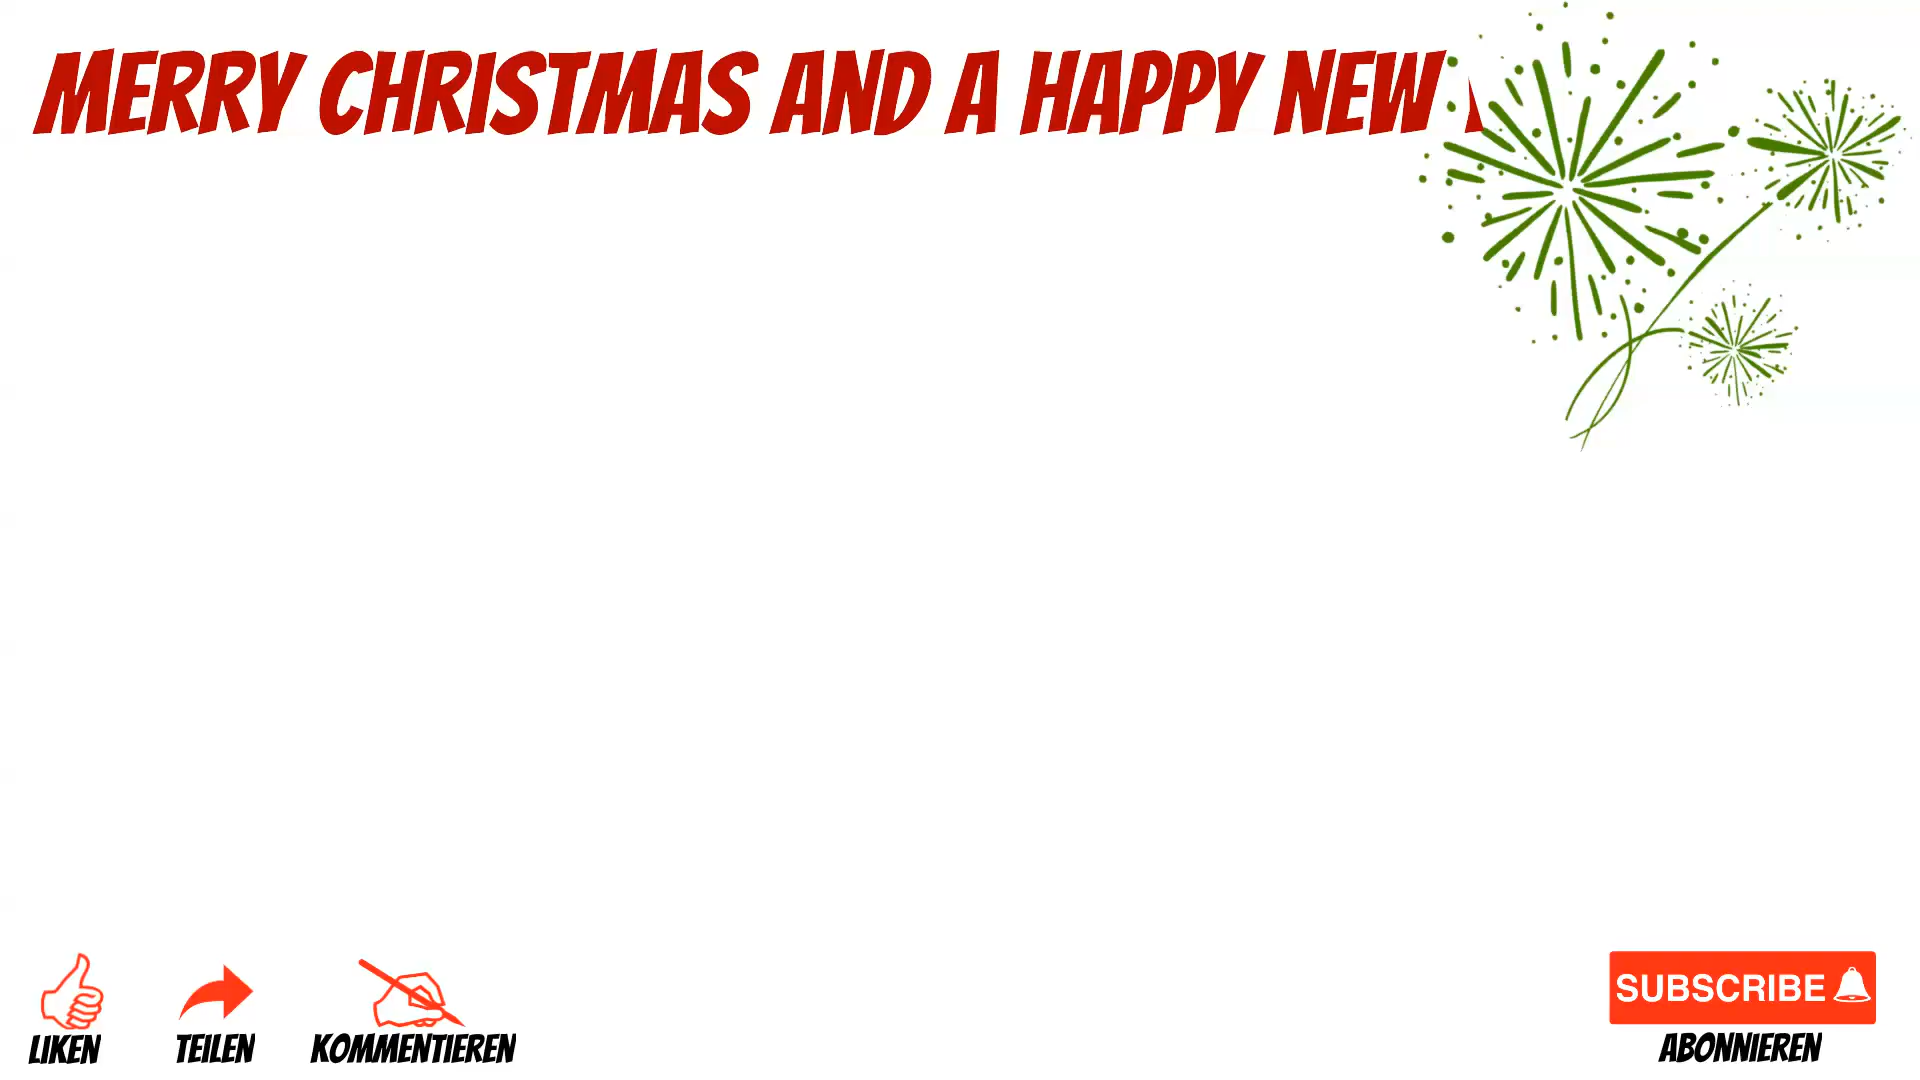 MERRY CHRISTMAS AND A HAPPY NEW
SUBSCRIBE
LIKEN TEILEN KOMMENTIEREN ABONNIEREN